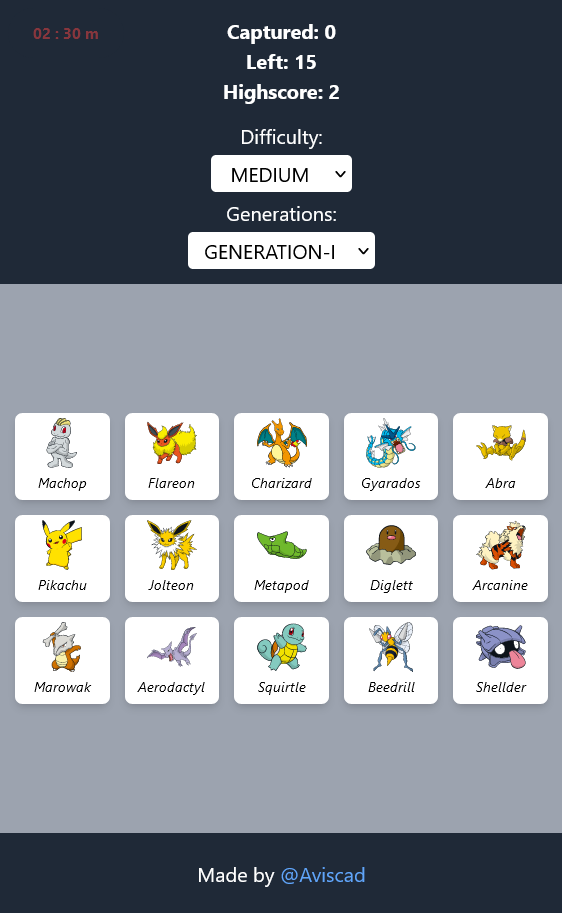 02 : 30 m
Captured: 0
Left: 15
Highscore: 2
Difficulty:
MEDIUM
Generations:
GENERATION-I
Machop
Flareon
Charizard
Gyarados
Abra
Pikachu
Jolteon
Metapod
Diglett
Arcanine
Marowak
Aerodactyl
Squirtle
Beedrill
Shellder
Made by @Aviscad